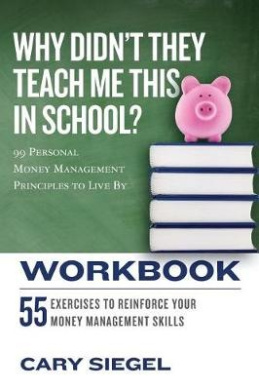 WHY DIDN'T THEY
TEACH ME THIS
IN SCHOOL?
99 PERSONAL
MONEY MANAGEMENT
PRINCIPLES TO LIVE BY
WORKBOOK
55 EXERCISES TO REINFORCE YOUR
MONEY MANAGEMENT SKILLS
CARY SIEGEL